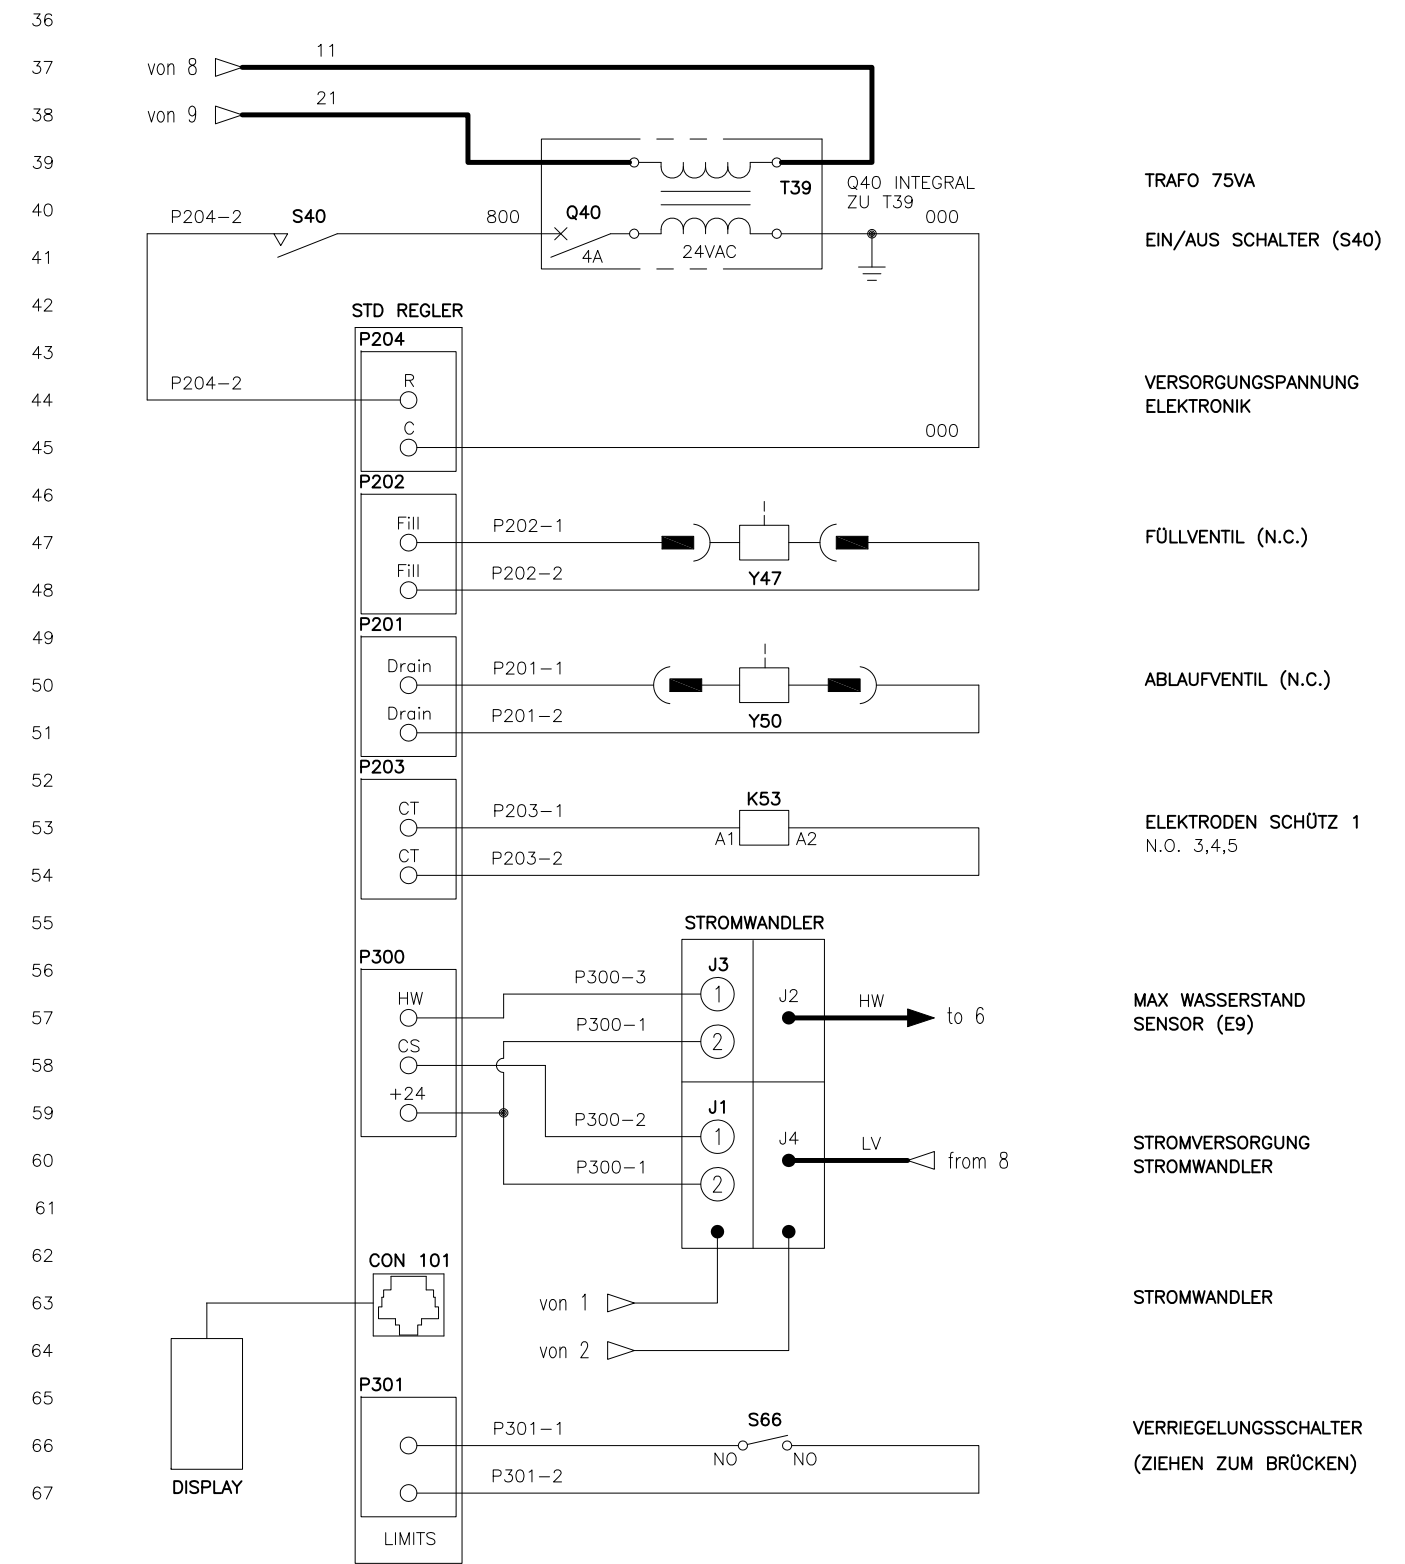 36
11
37 von 8
21
38 von 9
39
T39 Q40 INTEGRAL
ZU T39
TRAFO 75VA
40 P204-2 S40 800 Q40 000
EIN/AUS SCHALTER (S40)
41 4A 24VAC
42
STD REGLER
P204
43
P204-2 R
VERSORGUNGSPANNUNG
44
ELEKTRONIK
C 000
45
P202
46
Fill P202-1
47 FÜLLVENTIL (N.C.)
Fill P202-2 Y47
48
P201
49
Drain P201-1
50 ABLAUFVENTIL (N.C.)
Drain P201-2 Y50
51
P203
52
K53
CT P203-1
53 ELEKTRODEN SCHÜTZ 1
A1 A2 N.O. 3,4,5
CT P203-2
54
55 STROMWANDLER
P300
56 J3
P300-3
HW 1 J2 HW
MAX WASSERSTAND
57 to 6
P300-1 SENSOR (E9)
CS 2
58
+24
59 J1
P300-2 1 J4 LV
STROMVERSORGUNG
60 from 8
P300-1 STROMWANDLER
2
61
62 CON 101
63 von 1 STROMWANDLER
64 von 2
P301
65
P301-1 S66
VERRIEGELUNGSSCHALTER
66
NO NO
(ZIEHEN ZUM BRÜCKEN)
P301-2
DISPLAY
67
LIMITS